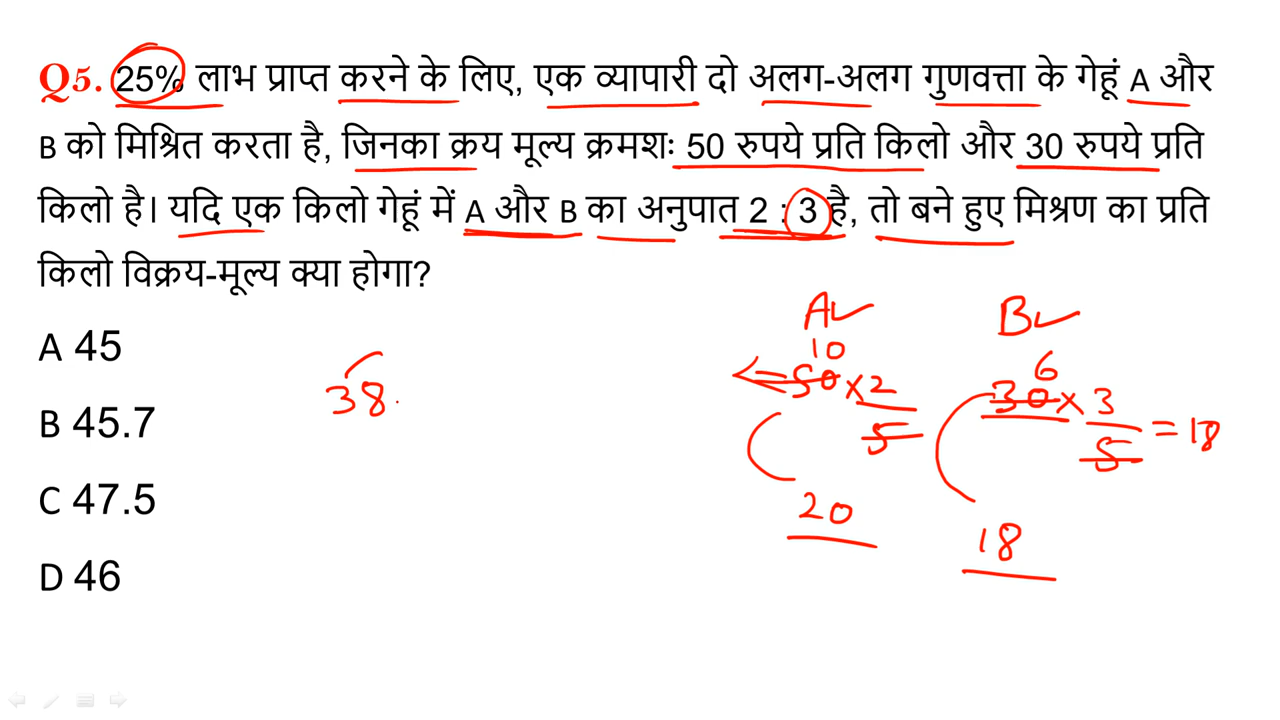 Q5. 25% लाभ प्राप्त करने के लिए, एक व्यापारी दो अलग-अलग गुणवत्ता के गेहूं A और
B को मिश्रित करता है, जिनका क्रय मूल्य क्रमशः 50 रुपये प्रति किलो और 30 रुपये प्रति
किलो है। यदि एक किलो गेहूं में A और B का अनुपात 2 : 3 है, तो बने हुए मिश्रण का प्रति
किलो विक्रय-मूल्य क्या होगा?
A 45
B 45.7
C 47.5
D 46
38.
A
10
50 × 2
5
20
B
6
30 × 3
5 = 18
18